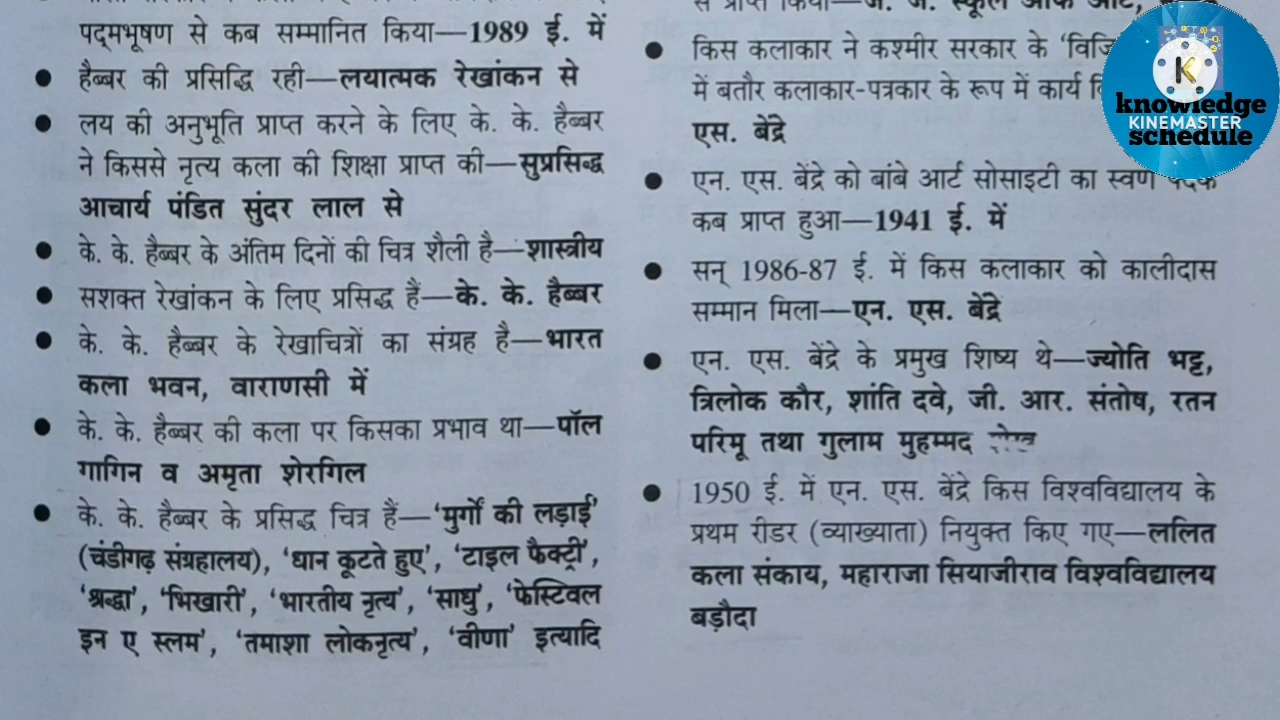 पद्मभूषण से कब सम्मानित किया—1989 ई. में
● हैब्बर की प्रसिद्धि रही—लयात्मक रेखांकन से
● लय की अनुभूति प्राप्त करने के लिए के. के. हैब्बर
ने किससे नृत्य कला की शिक्षा प्राप्त की—सुप्रसिद्ध
आचार्य पंडित सुंदर लाल से
● के. के. हैब्बर के अंतिम दिनों की चित्र शैली है—शास्त्रीय
● सशक्त रेखांकन के लिए प्रसिद्ध हैं—के. के. हैब्बर
● के. के. हैब्बर के रेखाचित्रों का संग्रह है—भारत
कला भवन, वाराणसी में
● के. के. हैब्बर की कला पर किसका प्रभाव था—पॉल
गागिन व अमृता शेरगिल
● के. के. हैब्बर के प्रसिद्ध चित्र हैं—‘मुर्गों की लड़ाई’
(चंडीगढ़ संग्रहालय), ‘धान कूटते हुए’, ‘टाइल फैक्ट्री’,
‘श्रद्धा’, ‘भिखारी’, ‘भारतीय नृत्य’, ‘साधु’, ‘फेस्टिवल
इन ए स्लम’, ‘तमाशा लोकनृत्य’, ‘वीणा’ इत्यादि
से प्राप्त किया—जे. जे. स्कूल ऑफ आर्ट,
● किस कलाकार ने कश्मीर सरकार के
में बतौर कलाकार-पत्रकार के रूप में कार्य
एस. बेंद्रे
● एन. एस. बेंद्रे को बांबे आर्ट सोसाइटी का स्वर्ण पदक
कब प्राप्त हुआ—1941 ई. में
● सन् 1986-87 ई. में किस कलाकार को कालीदास
सम्मान मिला—एन. एस. बेंद्रे
● एन. एस. बेंद्रे के प्रमुख शिष्य थे—ज्योति भट्ट,
त्रिलोक कौर, शांति दवे, जी. आर. संतोष, रतन
परिमू तथा गुलाम मुहम्मद
● 1950 ई. में एन. एस. बेंद्रे किस विश्वविद्यालय के
प्रथम रीडर (व्याख्याता) नियुक्त किए गए—ललित
कला संकाय, महाराजा सियाजीराव विश्वविद्यालय
बड़ौदा
K
knowledge
KINEMASTER
schedule